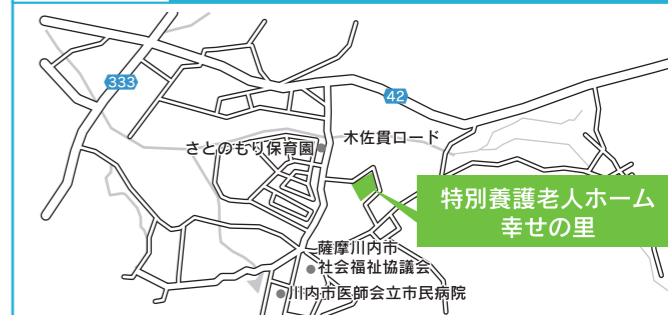 333
42
木佐貫ロード
さとのもり保育園
特別養護老人ホーム
幸せの里
薩摩川内市
社会福祉協議会
川内市医師会立市民病院